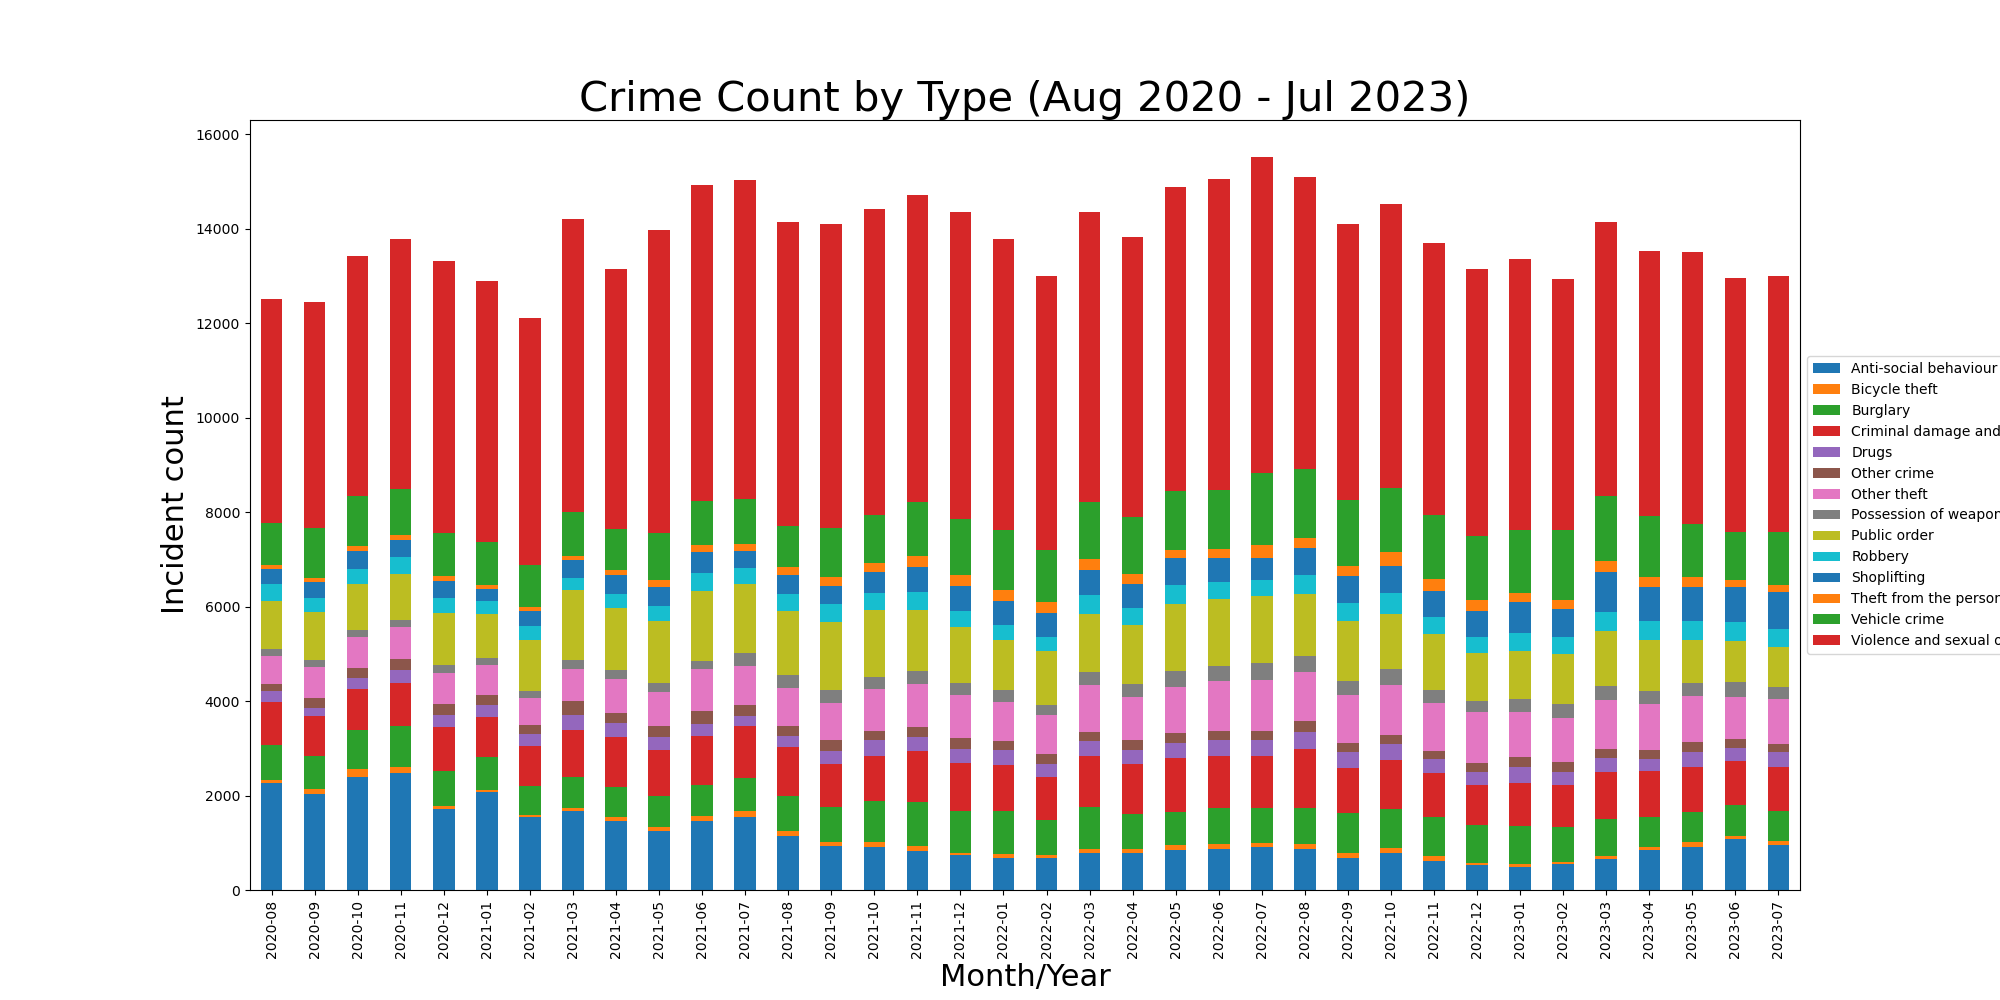 Crime Count by Type (Aug 2020 - Jul 2023)
Incident count
16000
14000
12000
10000
8000
6000
4000
2000
0
2020-08
2020-09
2020-10
2020-11
2020-12
2021-01
2021-02
2021-03
2021-04
2021-05
2021-06
2021-07
2021-08
2021-09
2021-10
2021-11
2021-12
2022-01
2022-02
2022-03
2022-04
2022-05
2022-06
2022-07
2022-08
2022-09
2022-10
2022-11
2022-12
2023-01
2023-02
2023-03
2023-04
2023-05
2023-06
2023-07
Month/Year
Anti-social behaviour
Bicycle theft
Burglary
Criminal damage and
Drugs
Other crime
Other theft
Possession of weapon
Public order
Robbery
Shoplifting
Theft from the person
Vehicle crime
Violence and sexual o